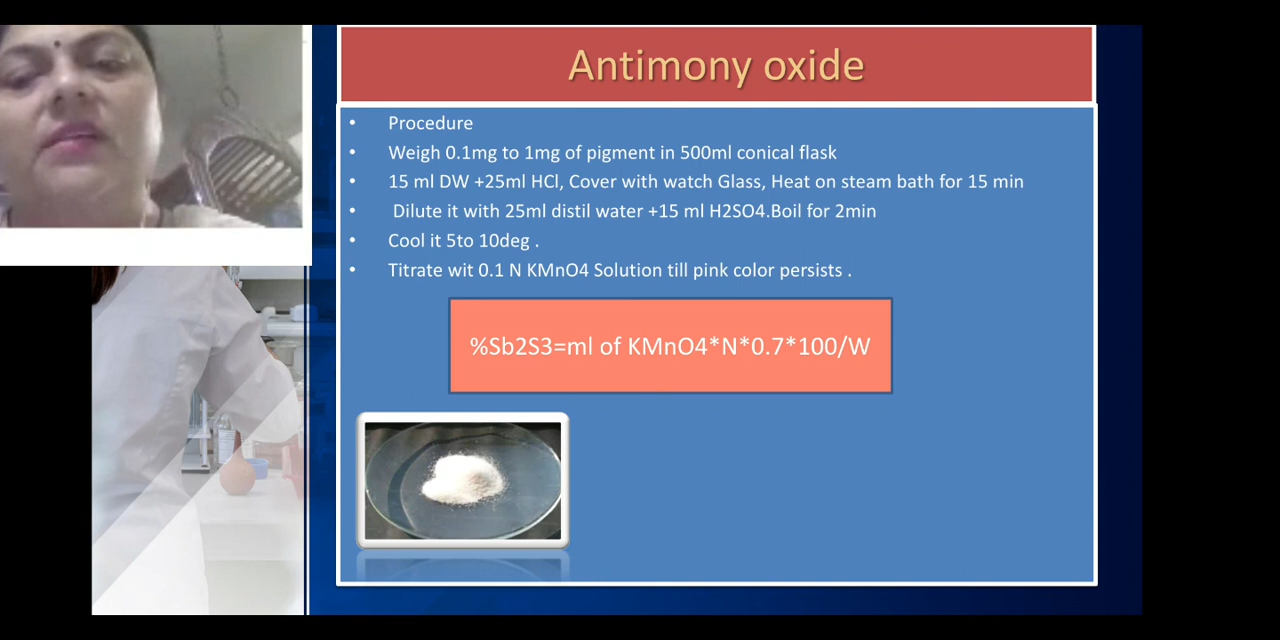 Antimony oxide
• Procedure
• Weigh 0.1mg to 1mg of pigment in 500ml conical flask
• 15 ml DW +25ml HCl, Cover with watch Glass, Heat on steam bath for 15 min
• Dilute it with 25ml distil water +15 ml H2SO4.Boil for 2min
• Cool it 5to 10deg .
• Titrate wit 0.1 N KMnO4 Solution till pink color persists .
%Sb2S3=ml of KMnO4*N*0.7*100/W